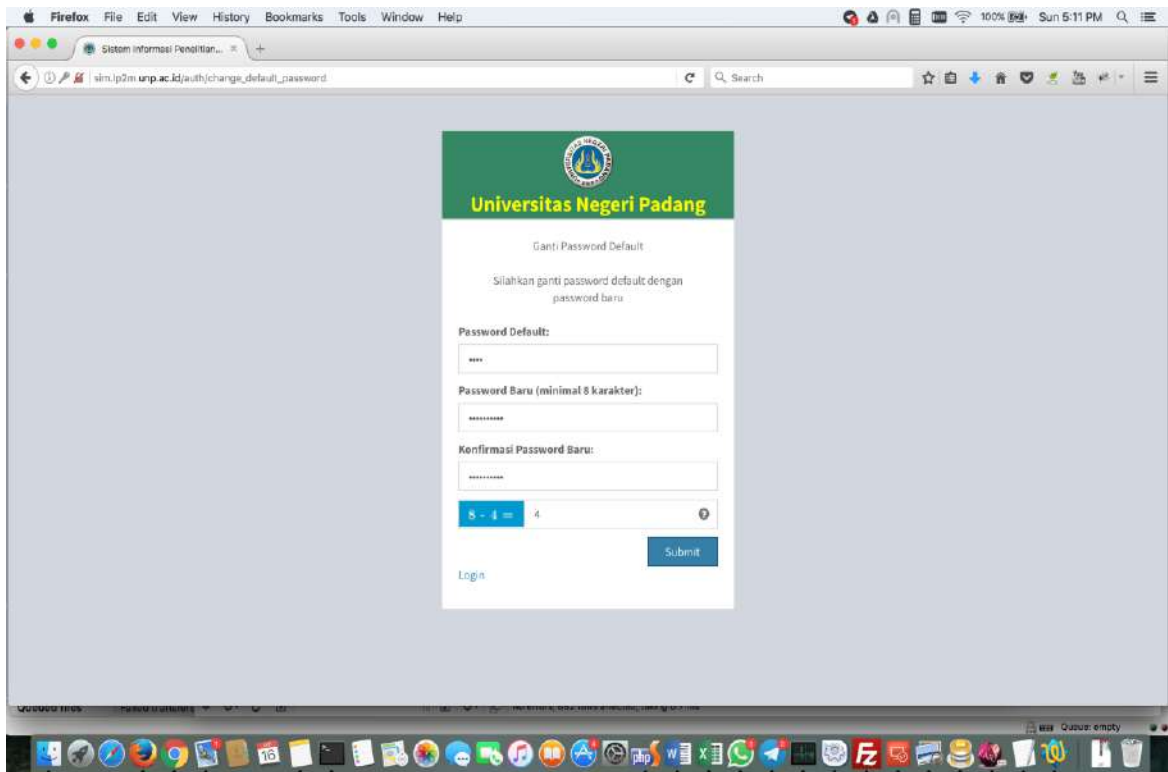 Firefox File Edit View History Bookmarks Tools Window Help 100% Sun 5:11 PM
Sistem Informasi Penelitian...
sim.lp2m.unp.ac.id/auth/change_default_password Search
Universitas Negeri Padang
Ganti Password Default
Silahkan ganti password default dengan
password baru
Password Default:
••••
Password Baru (minimal 8 karakter):
••••••••••
Konfirmasi Password Baru:
••••••••••
8 - 4 = 4
Submit
Login
Queue: empty
16
php